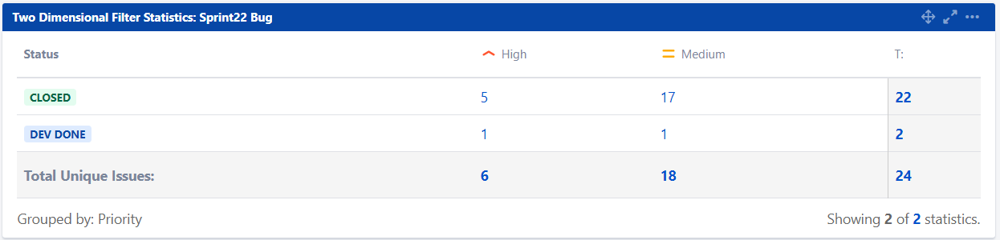 Two Dimensional Filter Statistics: Sprint22 Bug
Status High Medium T:
CLOSED 5 17 22
DEV DONE 1 1 2
Total Unique Issues: 6 18 24
Grouped by: Priority Showing 2 of 2 statistics.